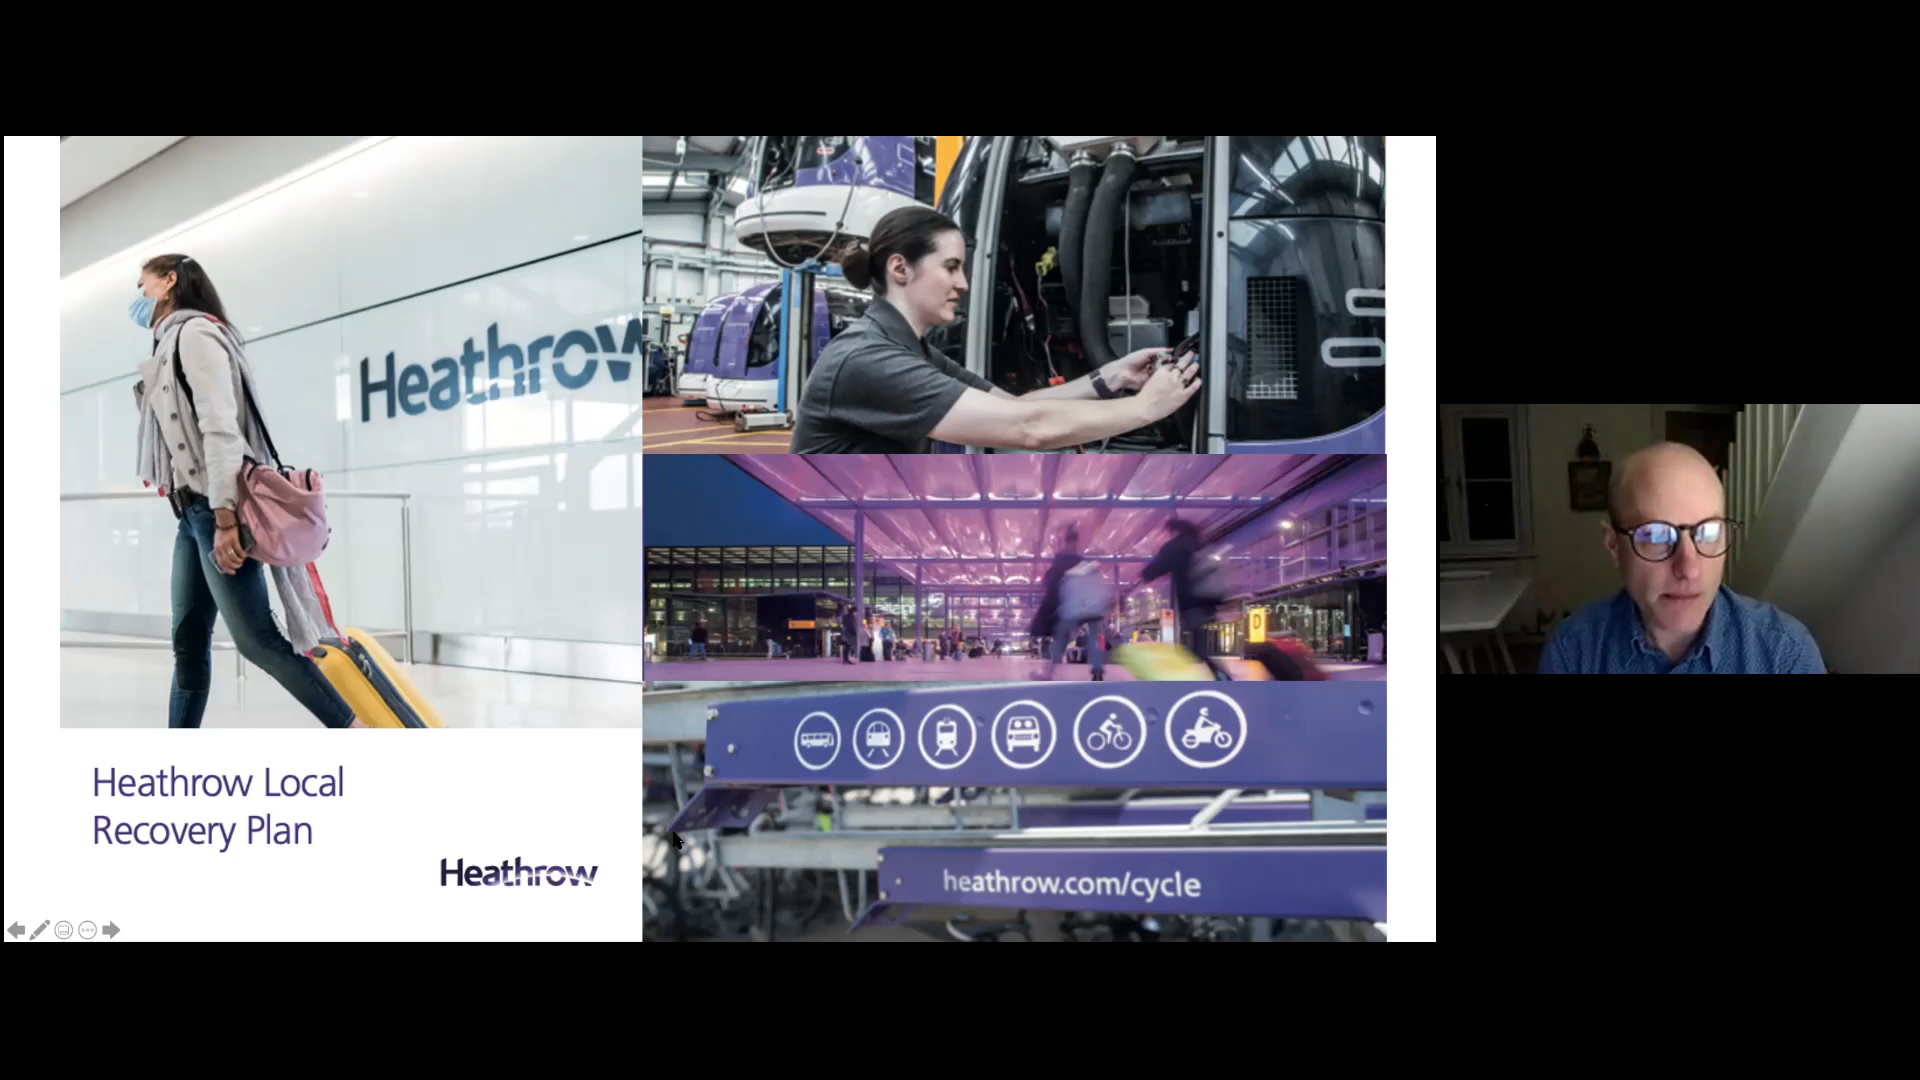 Heathrow
D
heathrow.com/cycle
Heathrow Local
Recovery Plan
Heathrow